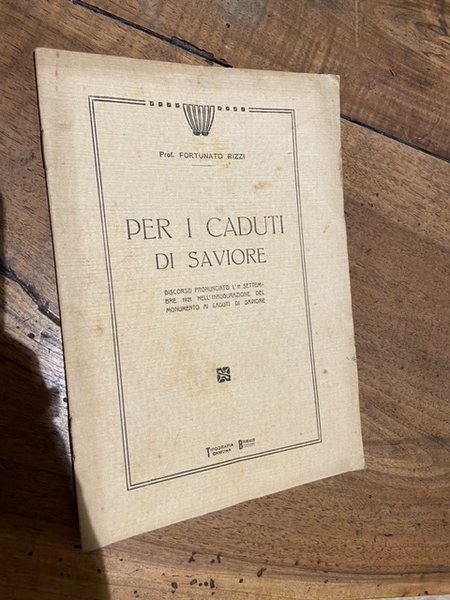 Prof. FORTUNATO RIZZI
PER I CADUTI
DI SAVIORE
DISCORSO PRONUNCIATO L'11 SETTEM-
BRE 1921 NELL'INAUGURAZIONE DEL
MONUMENTO AI CADUTI DI SAVIORE
TIPOGRAFIA
CAMUNA
BRENO